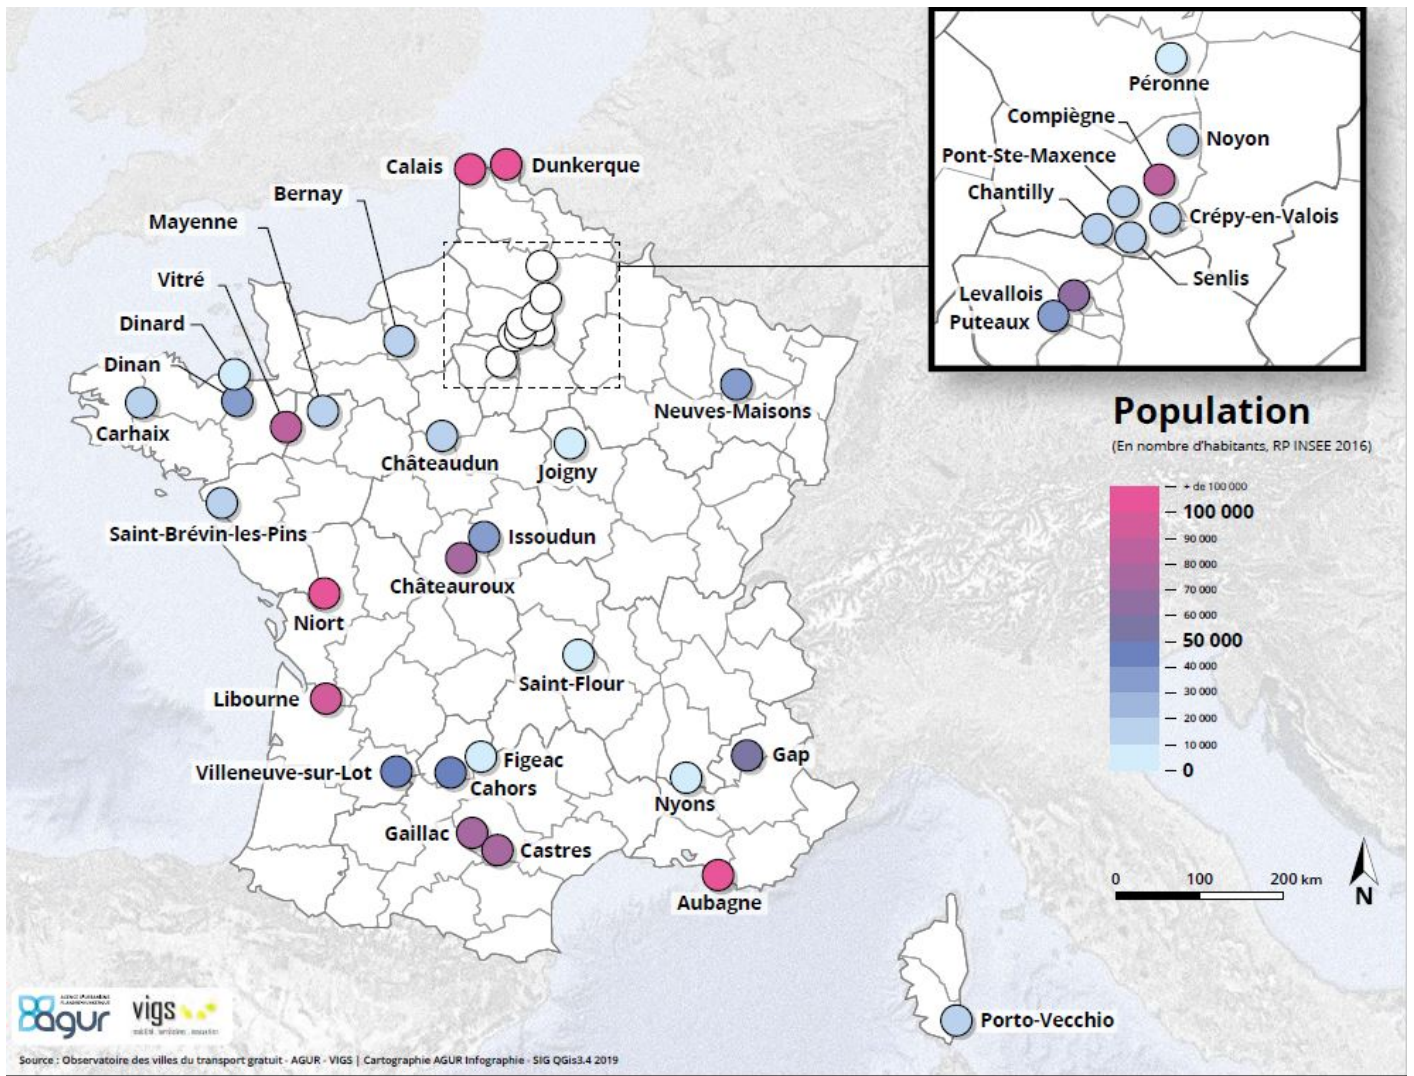 Péronne
Compiègne
Noyon
Pont-Ste-Maxence
Chantilly
Crépy-en-Valois
Senlis
Levallois
Puteaux
Calais
Dunkerque
Bernay
Mayenne
Vitré
Dinard
Dinan
Carhaix
Neuves-Maisons
Châteaudun
Joigny
Saint-Brévin-les-Pins
Issoudun
Châteauroux
Niort
Saint-Flour
Libourne
Figeac
Villeneuve-sur-Lot
Cahors
Gap
Nyons
Gaillac
Castres
Aubagne
Porto-Vecchio
Population
(En nombre d'habitants, RP INSEE 2016)
+ de 100 000
100 000
90 000
80 000
70 000
60 000
50 000
40 000
30 000
20 000
10 000
0
0 100 200 km
N
agur
vigs
Source : Observatoire des villes du transport gratuit - AGUR - VIGS | Cartographie AGUR Infographie - SIG QGis3.4 2019